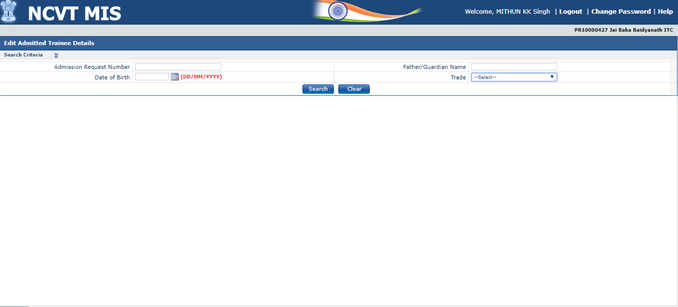 NCVT MIS
Welcome, MITHUN KK Singh | Logout | Change Password | Help
PR10000427 Jai Baba Baidyanath ITC
Edit Admitted Trainee Details
Search Criteria
Admission Request Number Father/Guardian Name
Date of Birth (DD/MM/YYYY) Trade --Select--
Search Clear